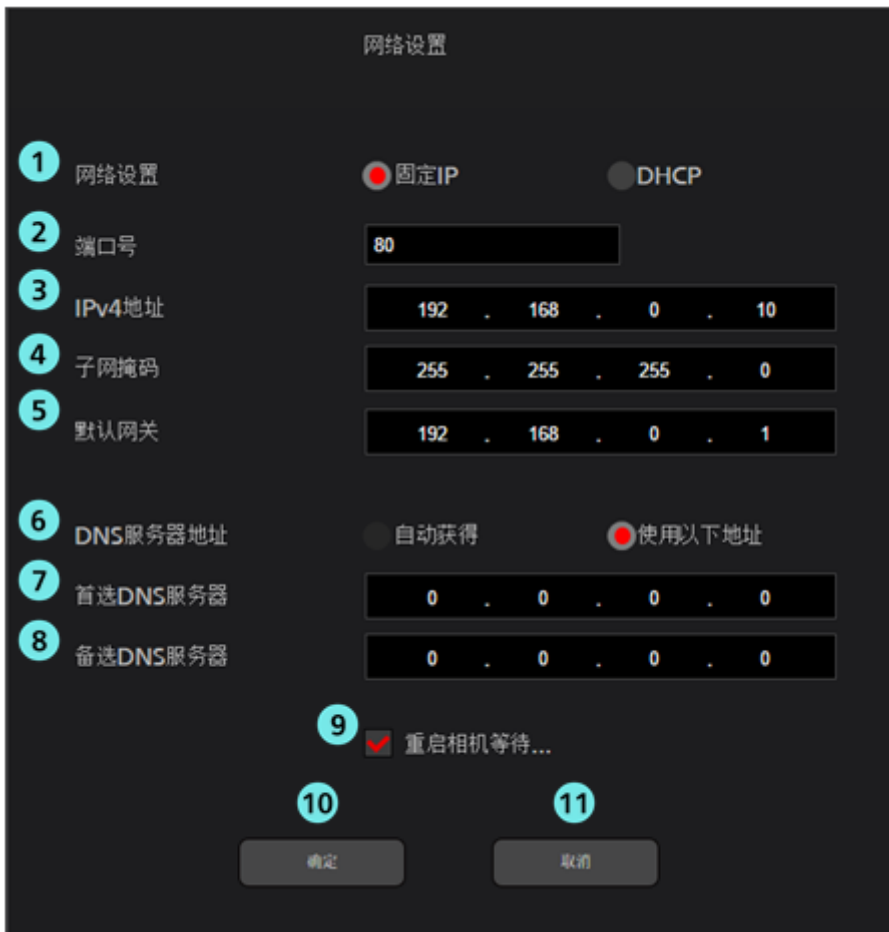 网络设置
1 网络设置 固定IP DHCP
2 端口号 80
3 IPv4地址 192 . 168 . 0 . 10
4 子网掩码 255 . 255 . 255 . 0
5 默认网关 192 . 168 . 0 . 1
6 DNS服务器地址 自动获得 使用以下地址
7 首选DNS服务器 0 . 0 . 0 . 0
8 备选DNS服务器 0 . 0 . 0 . 0
9 重启相机等待...
10 11
确定 取消